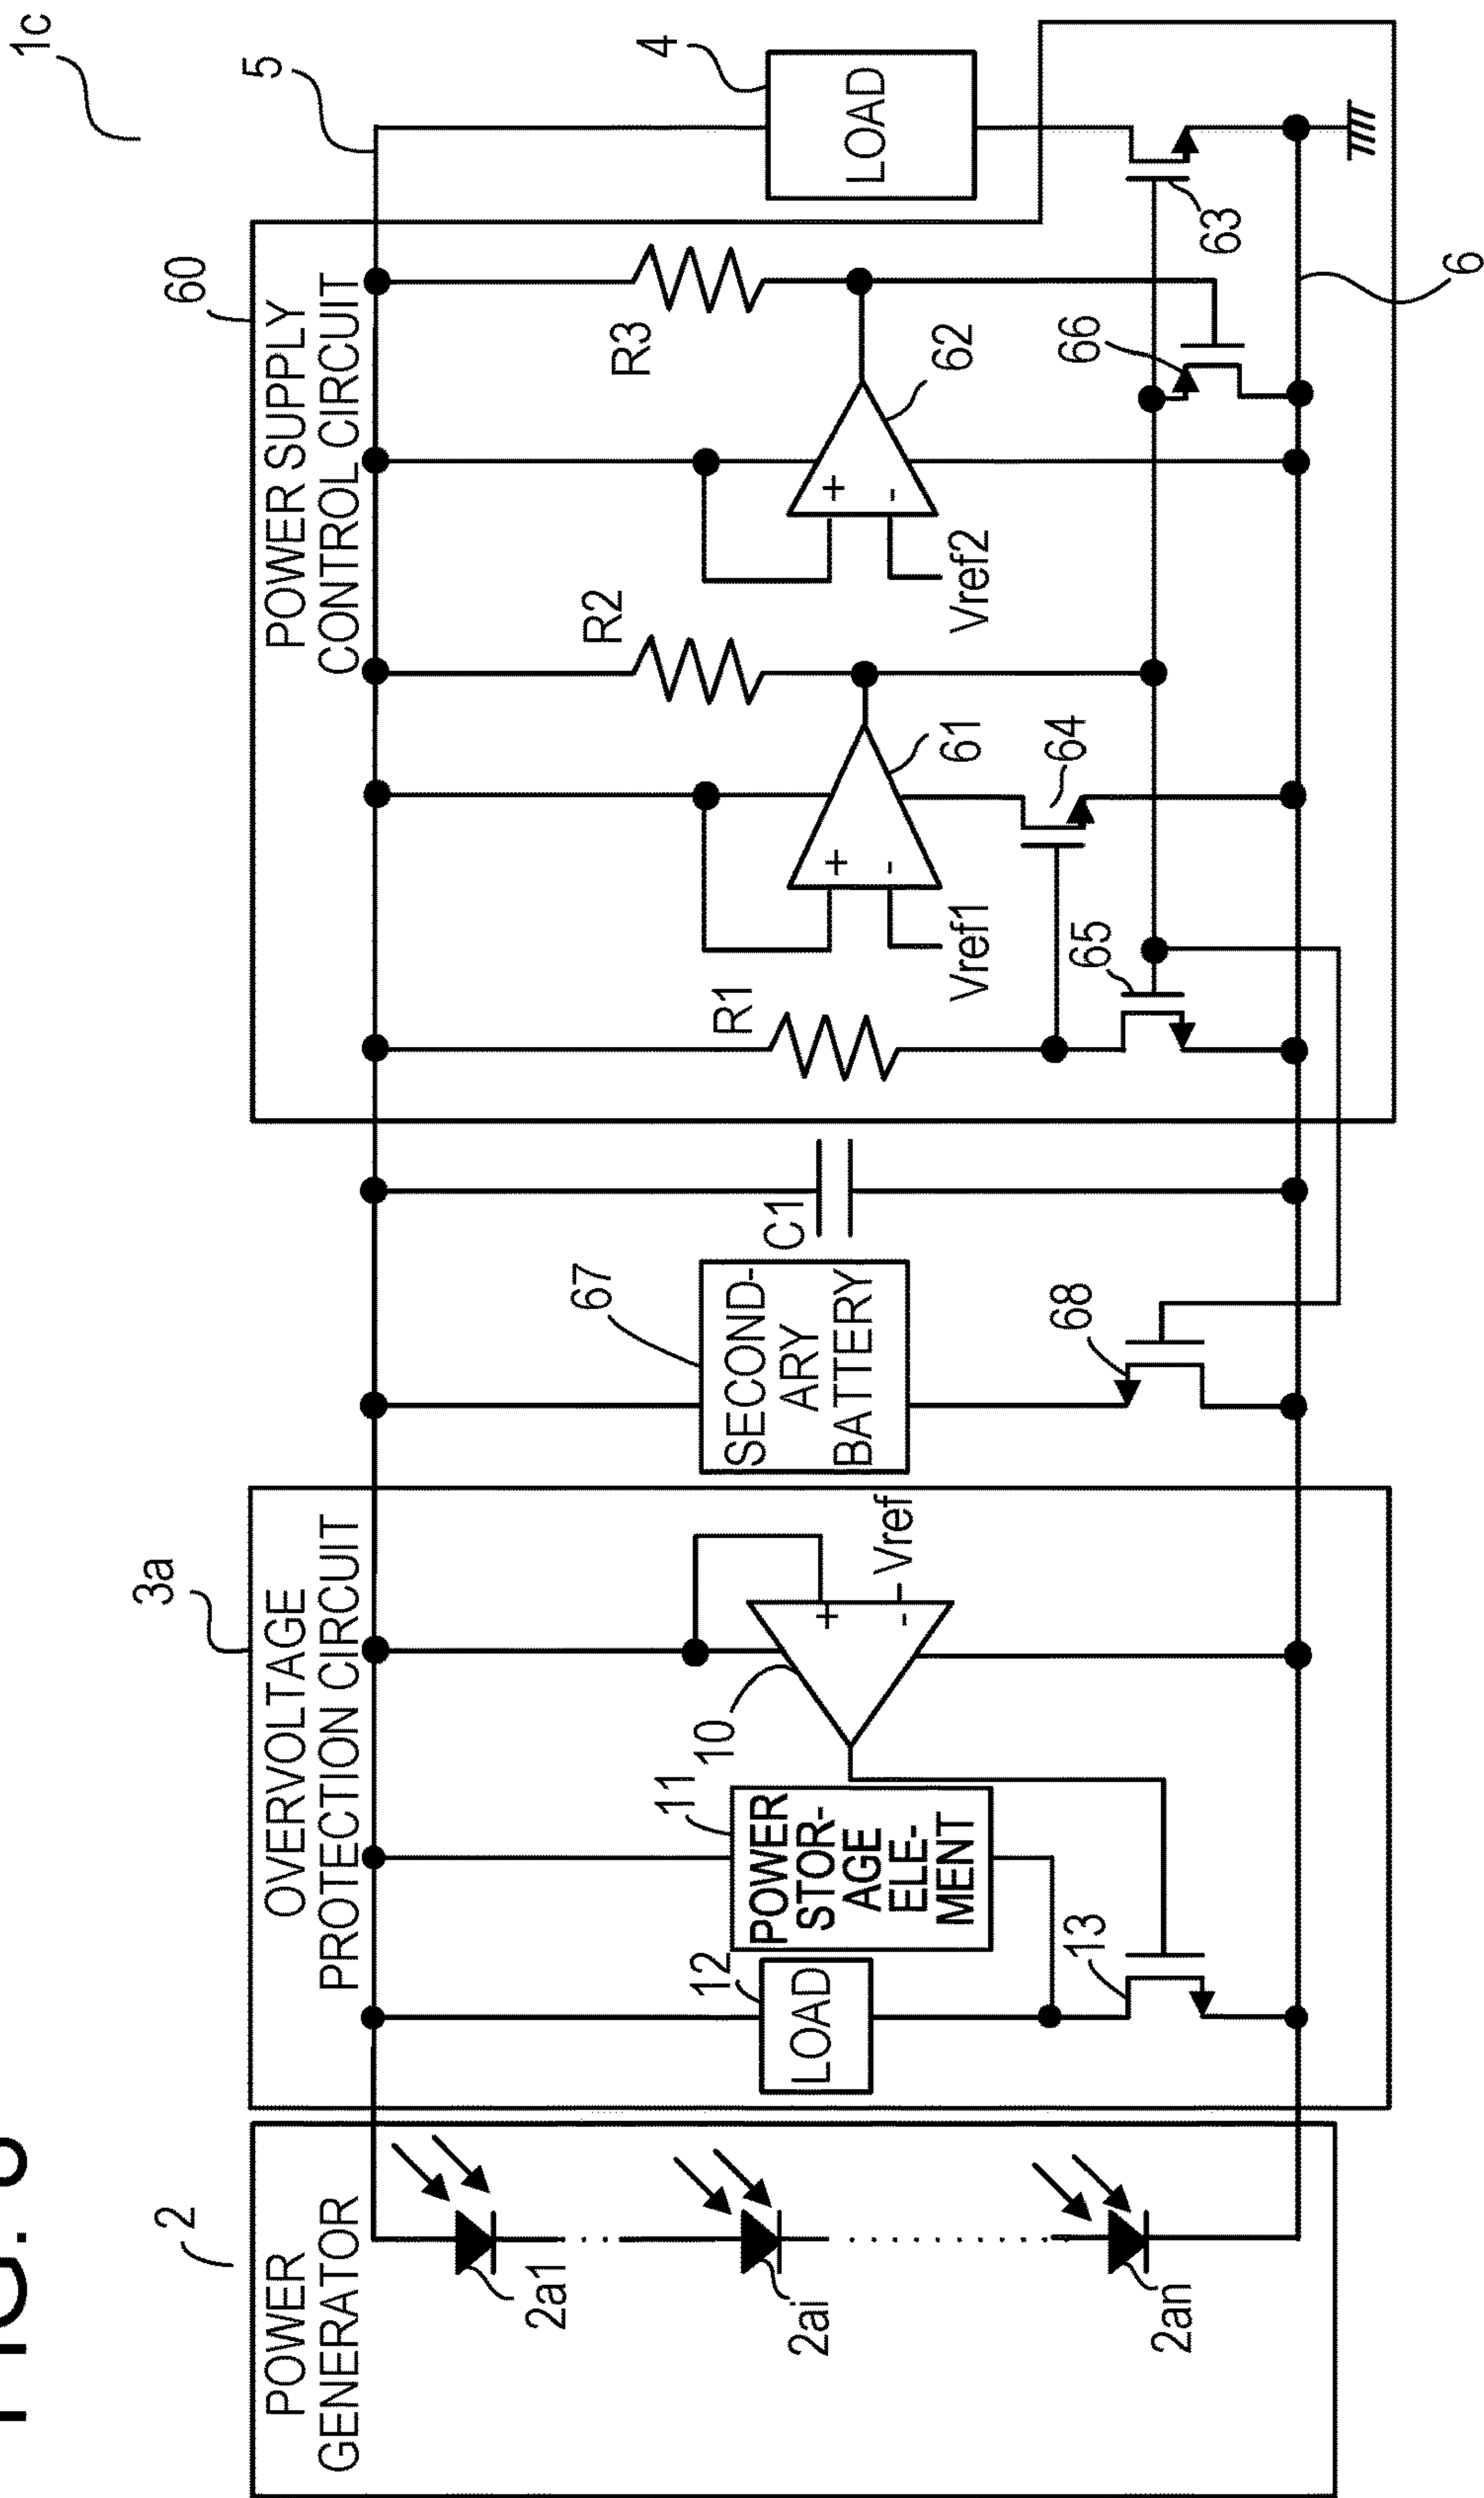 1c
5
4
LOAD
60
POWER SUPPLY
CONTROL CIRCUIT
R3
62
+
-
Vref2
66
63
6
R2
61
+
-
Vref1
64
65
R1
C1
67
SECOND-
ARY
BATTERY
68
3a
OVERVOLTAGE
PROTECTION CIRCUIT
+
-
Vref
10
11
POWER
STOR-
AGE
ELE-
MENT
12
LOAD
13
2
POWER
GENERATOR
2a1
2ai
2an